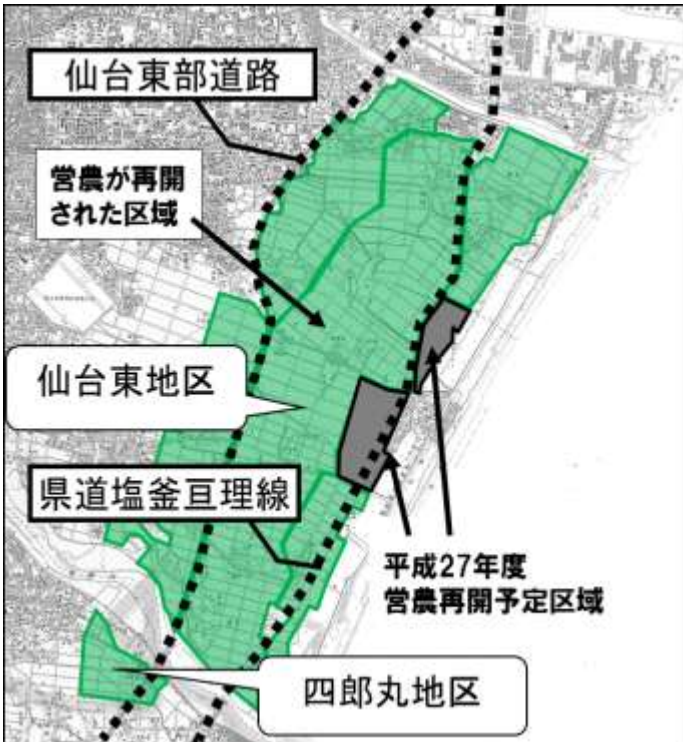 仙台東部道路
営農が再開
された区域
仙台東地区
県道塩釜亘理線
平成27年度
営農再開予定区域
四郎丸地区